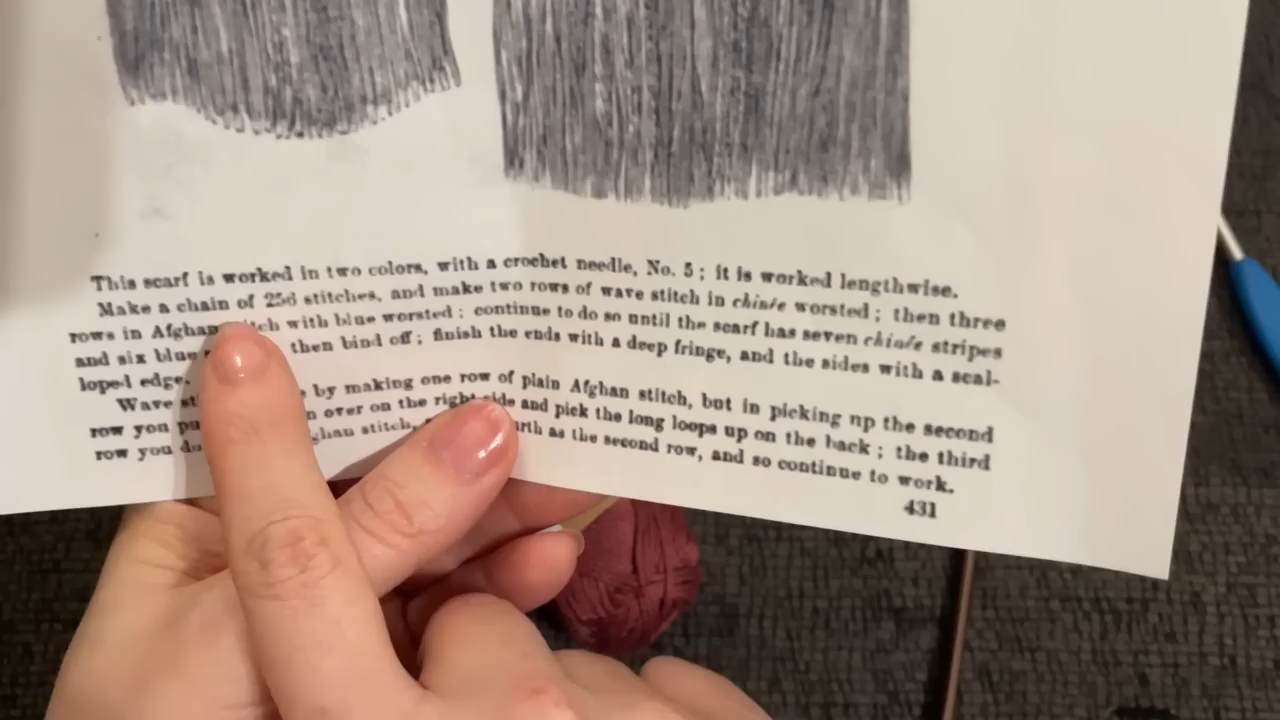 This scarf is worked in two colors, with a crochet needle, No. 5; it is worked lengthwise.
Make a chain of stitches, and make two rows of wave stitch in chinée worsted; then three
rows in Afghan with blue worsted; continue to do so until the scarf has seven chinée stripes
and six blue then bind off; finish the ends with a deep fringe, and the sides with a scal-
loped edge.
Wave by making one row of plain Afghan stitch, but in picking up the second
row you over on the right side and pick the long loops up on the back; the third
row you stitch, as the second row, and so continue to work.
431